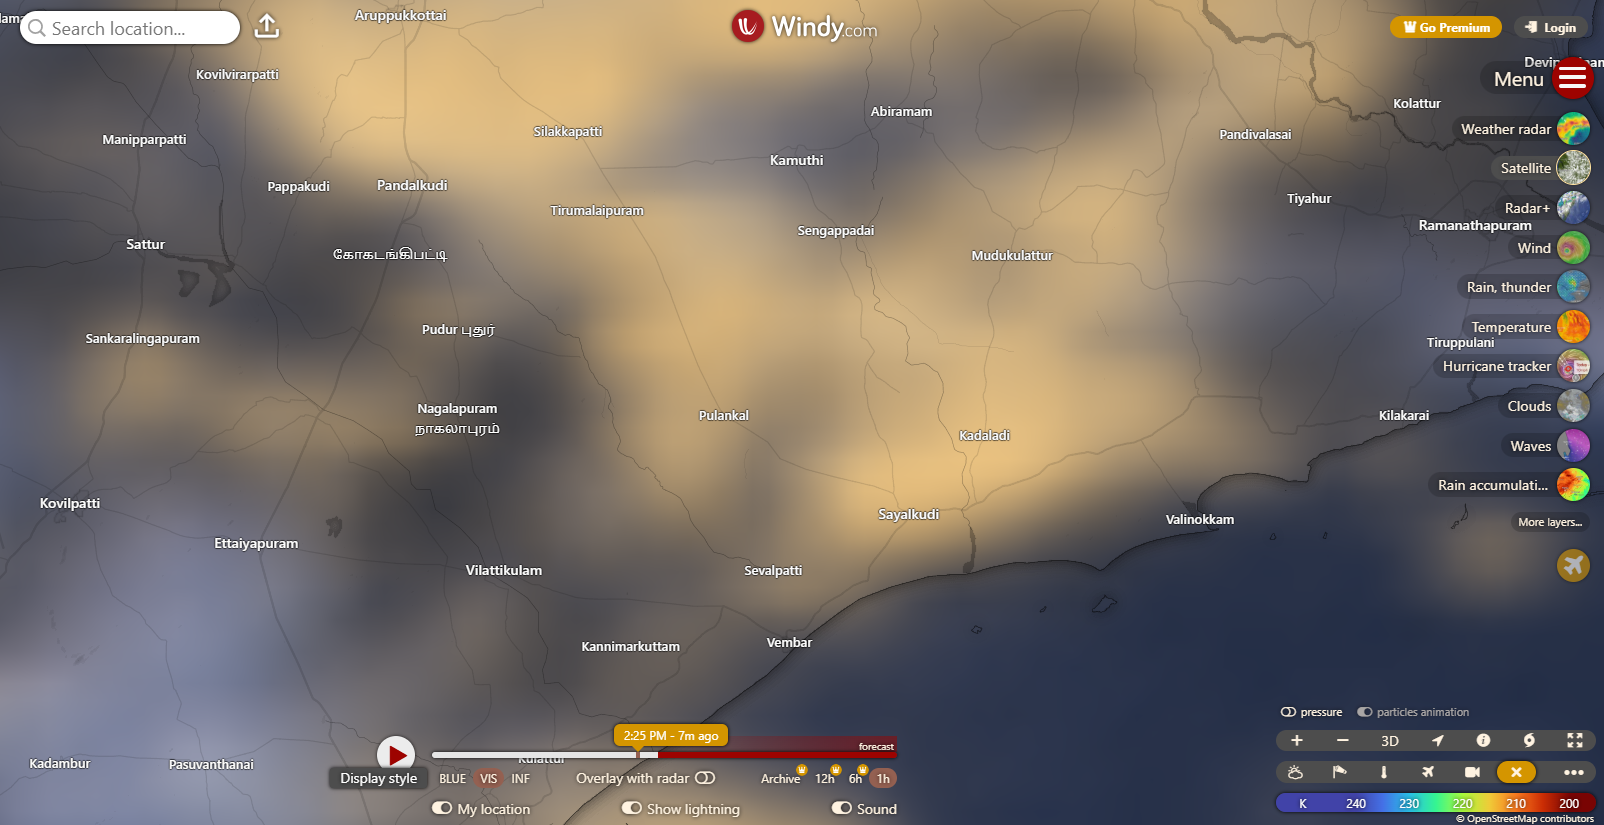 Aruppukkottai
Search location...
Windy.com
Go Premium
Login
Kovilvirarpatti
Menu
Abiramam
Kolattur
Manipparpatti
Silakkapatti
Weather radar
Pandivalasai
Kamuthi
Satellite
Pappakudi
Pandalkudi
Tiyahur
Radar+
Tirumalaipuram
Ramanathapuram
Sengappadai
Sattur
Wind
கோகடங்கிபட்டி
Mudukulattur
Rain, thunder
Pudur புதுர்
Temperature
Sankaralingapuram
Tiruppulani
Hurricane tracker
Nagalapuram
நாகலாபுரம்
Clouds
Pulankal
Kilakarai
Kadaladi
Waves
Rain accumulati...
Kovilpatti
Sayalkudi
Valinokkam
More layers...
Ettaiyapuram
Vilattikulam
Sevalpatti
Kannimarkuttam
Vembar
pressure
particles animation
2:25 PM - 7m ago
forecast
3D
Kadambur
Pasuvanthanai
Kulattur
Display style
BLUE
VIS
INF
Overlay with radar
Archive
12h
6h
1h
My location
Show lightning
Sound
K 240 230 220 210 200
© OpenStreetMap contributors